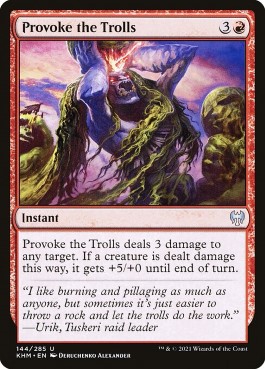 Provoke the Trolls 3
Instant
Provoke the Trolls deals 3 damage to
any target. If a creature is dealt damage
this way, it gets +5/+0 until end of turn.
“I like burning and pillaging as much as
anyone, but sometimes it's just easier to
throw a rock and let the trolls do the work.”
—Urik, Tuskeri raid leader
144/285 U
KHM • EN Deruchenko Alexander ™ & © 2021 Wizards of the Coast